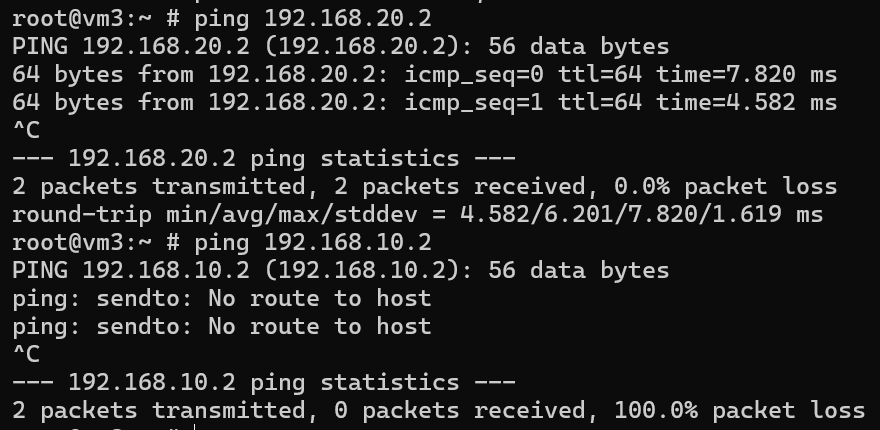 root@vm3:~ # ping 192.168.20.2
PING 192.168.20.2 (192.168.20.2): 56 data bytes
64 bytes from 192.168.20.2: icmp_seq=0 ttl=64 time=7.820 ms
64 bytes from 192.168.20.2: icmp_seq=1 ttl=64 time=4.582 ms
^C
--- 192.168.20.2 ping statistics ---
2 packets transmitted, 2 packets received, 0.0% packet loss
round-trip min/avg/max/stddev = 4.582/6.201/7.820/1.619 ms
root@vm3:~ # ping 192.168.10.2
PING 192.168.10.2 (192.168.10.2): 56 data bytes
ping: sendto: No route to host
ping: sendto: No route to host
^C
--- 192.168.10.2 ping statistics ---
2 packets transmitted, 0 packets received, 100.0% packet loss